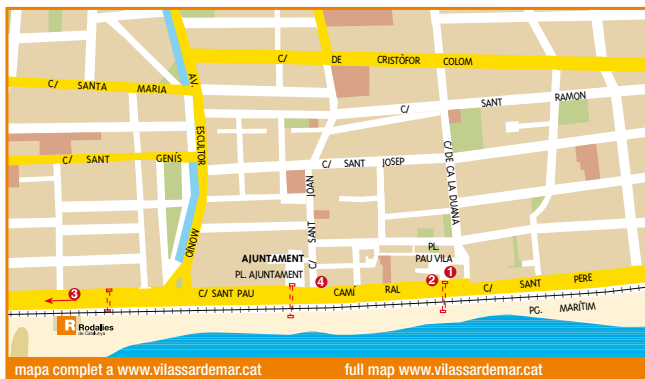 C/ DE CRISTÒFOR COLOM
C/ SANTA MARIA
AV. ESCULTOR MONJO
C/ SANT RAMON
C/ SANT GENÍS
C/ SANT JOSEP
C/ DE CA LA DUANA
C/ SANT JOAN
AJUNTAMENT
PL. AJUNTAMENT
PL.
PAU VILA
1
2
3
4
C/ SANT PAU
CAMÍ RAL
C/ SANT PERE
PG. MARÍTIM
R Rodalies
de Catalunya
mapa complet a www.vilassardemar.cat
full map www.vilassardemar.cat